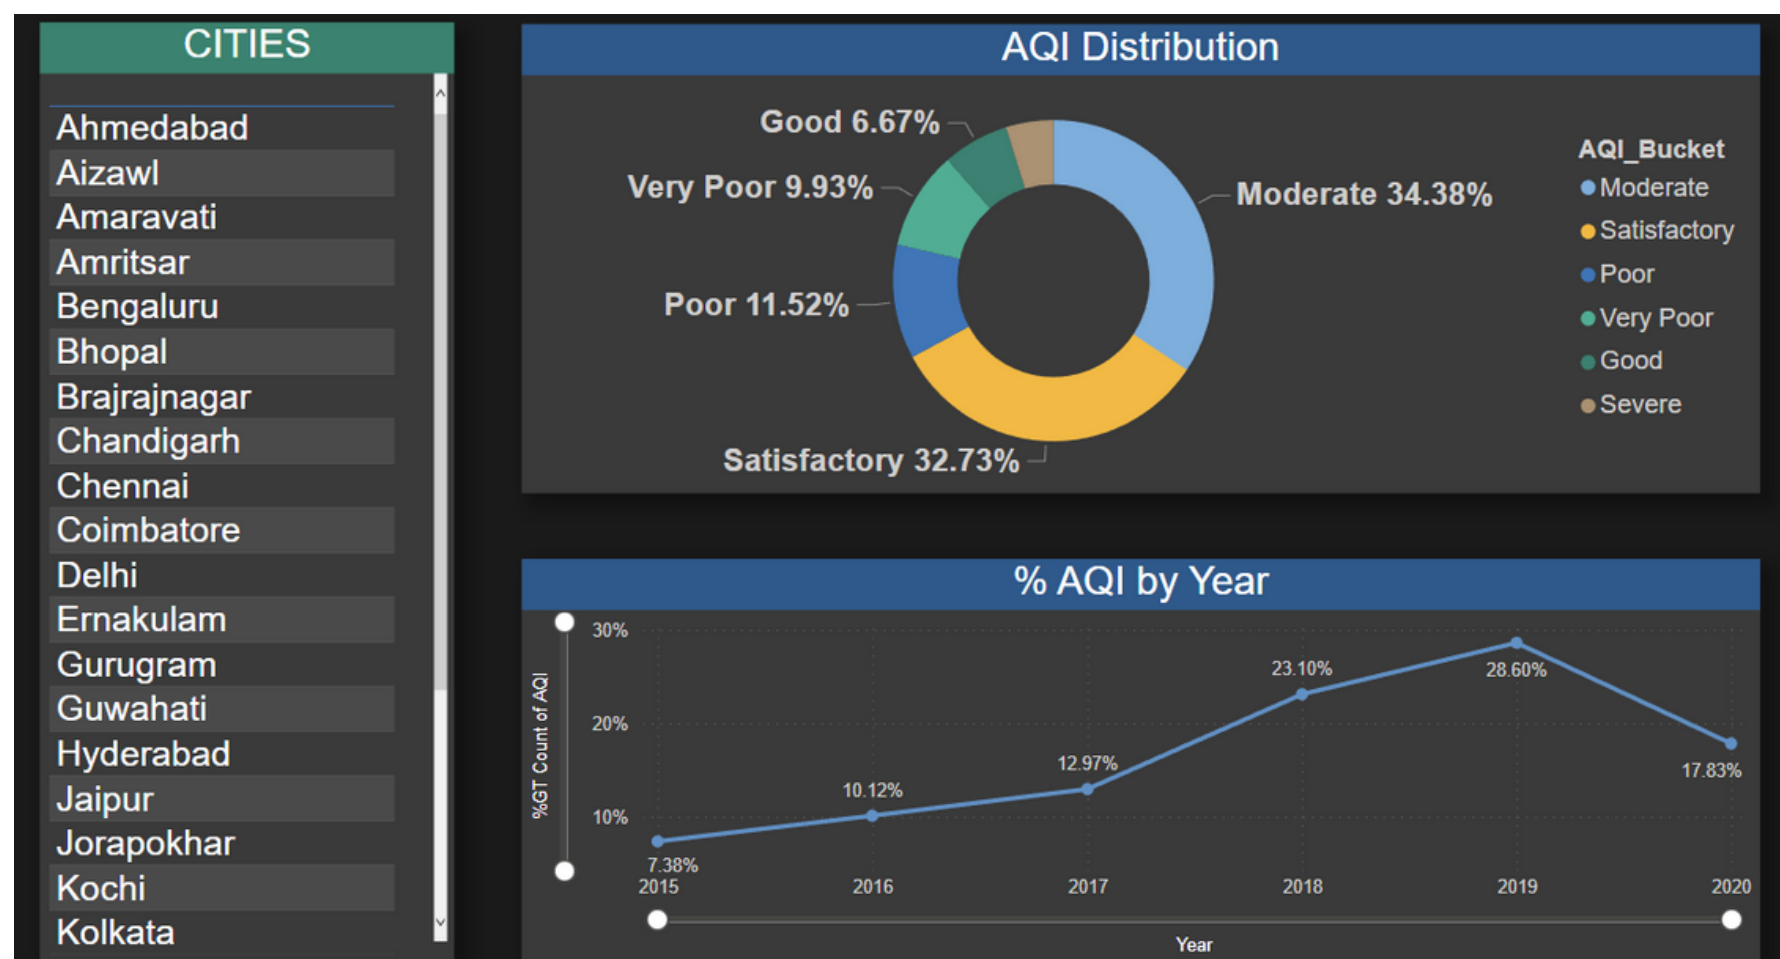 CITIES
Ahmedabad
Aizawl
Amaravati
Amritsar
Bengaluru
Bhopal
Brajrajnagar
Chandigarh
Chennai
Coimbatore
Delhi
Ernakulam
Gurugram
Guwahati
Hyderabad
Jaipur
Jorapokhar
Kochi
Kolkata
AQI Distribution
Good 6.67%
Very Poor 9.93%
Poor 11.52%
Satisfactory 32.73%
Moderate 34.38%
AQI_Bucket
Moderate
Satisfactory
Poor
Very Poor
Good
Severe
% AQI by Year
%GT Count of AQI
30%
20%
10%
7.38%
10.12%
12.97%
23.10%
28.60%
17.83%
2015
2016
2017
2018
2019
2020
Year